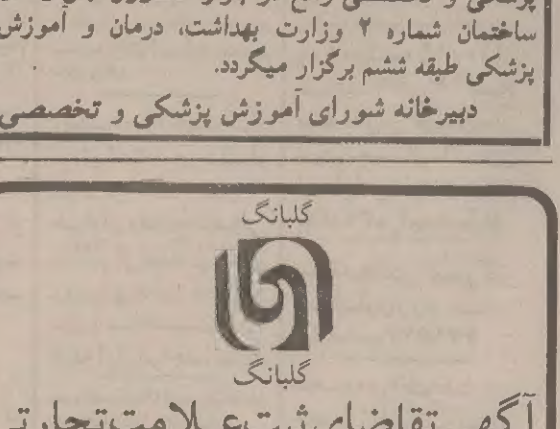 ساختمان شماره ۲ وزارت بهداشت، درمان و آموزش
پزشکی طبقه ششم برگزار میگردد.
دبیرخانه شورای آموزش پزشکی و تخصصی
گلبانگ
گلبانگ
آگهی تقاضای ثبت علامت تجارتی